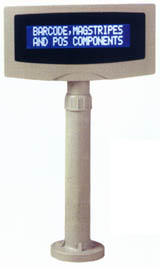 BARCODE,MAGSTRIPES
AND POS COMPONENTS